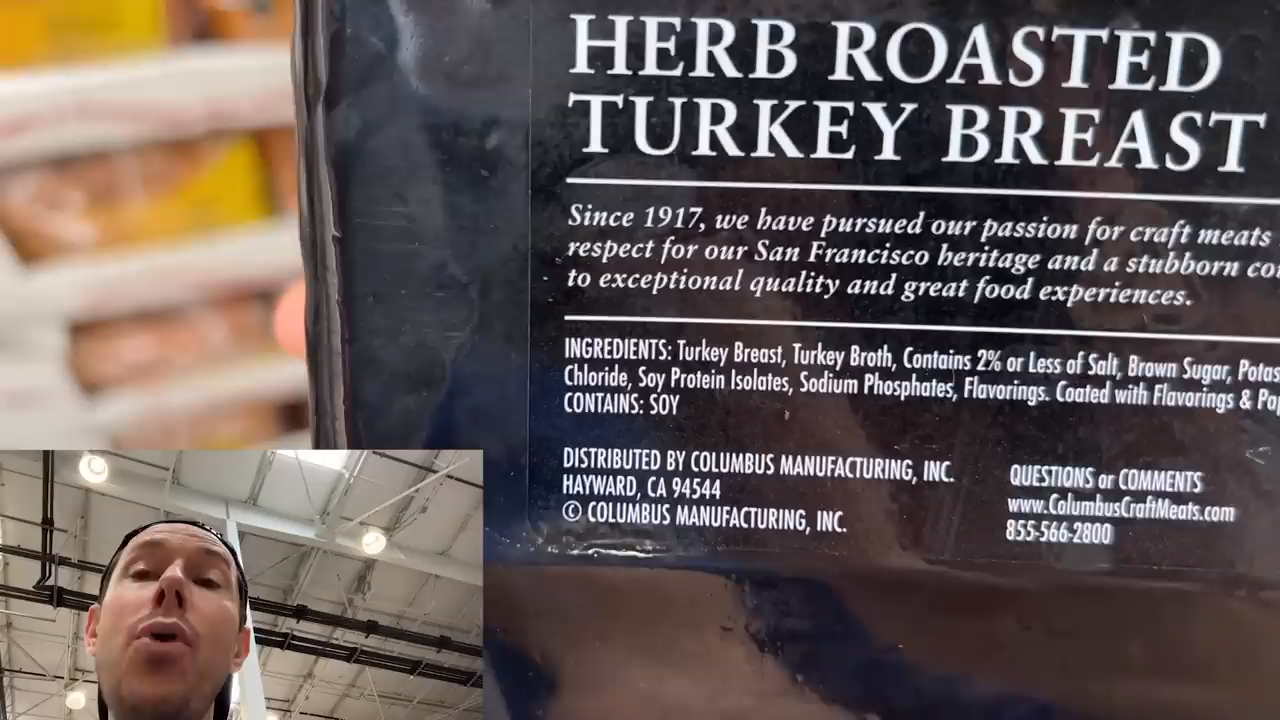 HERB ROASTED
TURKEY BREAST
Since 1917, we have pursued our passion for craft meats
respect for our San Francisco heritage and a stubborn
to exceptional quality and great food experiences.
INGREDIENTS: Turkey Breast, Turkey Broth, Contains 2% or Less of Salt, Brown Sugar,
Chloride, Soy Protein Isolates, Sodium Phosphates, Flavorings. Coated with Flavorings &
CONTAINS: SOY
DISTRIBUTED BY COLUMBUS MANUFACTURING, INC.
HAYWARD, CA 94544
© COLUMBUS MANUFACTURING, INC.
QUESTIONS or COMMENTS
www.ColumbusCraftMeats.com
855-566-2800